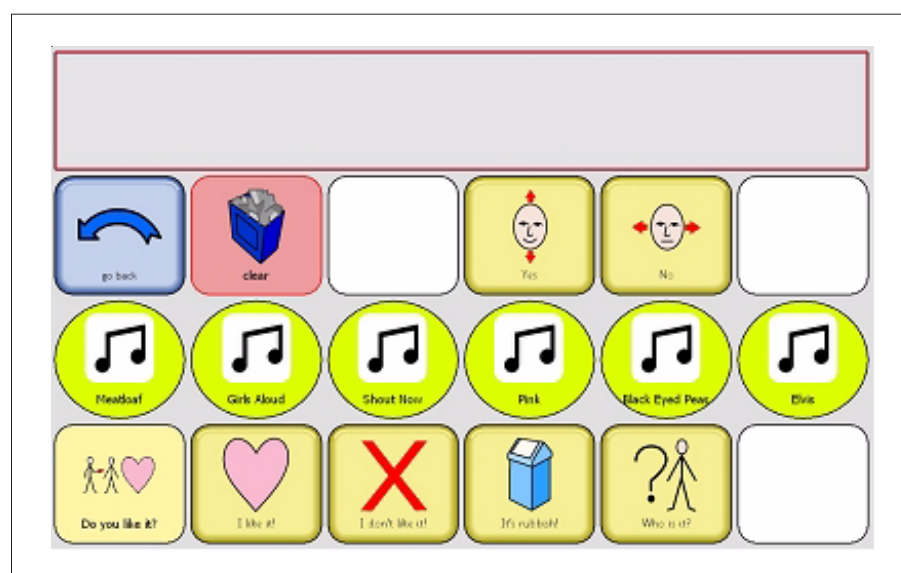 go back
clear
Yes
No
Meatloaf
Girls Aloud
Shout Now
Pink
Black Eyed Peas
Elvis
Do you like it?
I like it!
I don't like it!
It's rubbish!
Who is it?